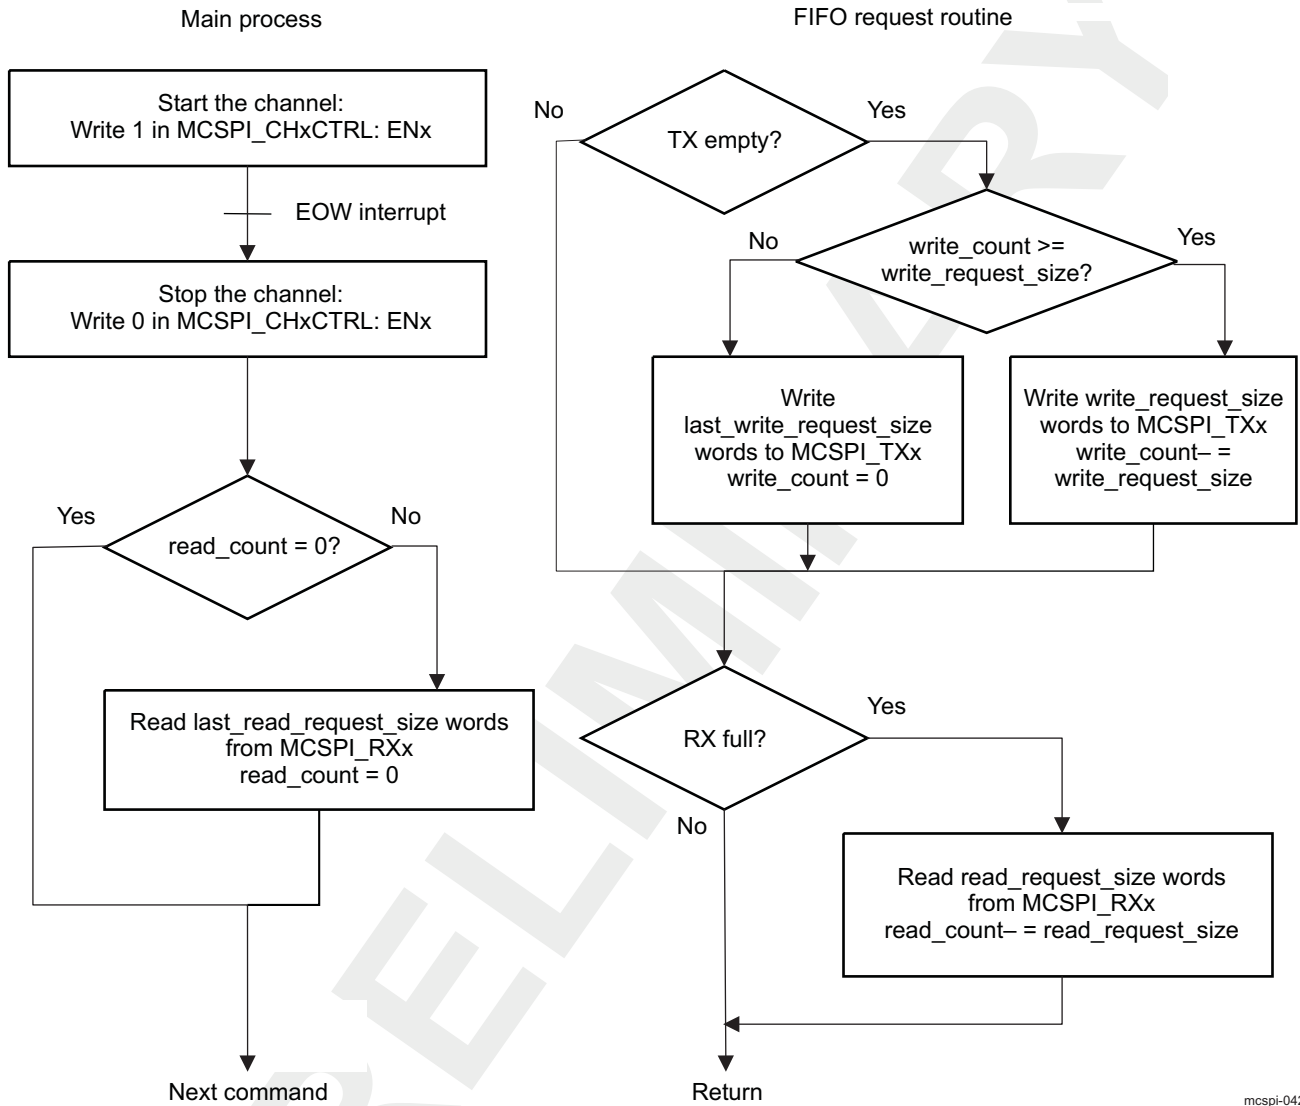 Main process
Start the channel:
Write 1 in MCSPI_CHxCTRL: ENx
EOW interrupt
Stop the channel:
Write 0 in MCSPI_CHxCTRL: ENx
Yes
No
read_count = 0?
Read last_read_request_size words
from MCSPI_RXx
read_count = 0
Next command
FIFO request routine
No
Yes
TX empty?
No
Yes
write_count >=
write_request_size?
Write
last_write_request_size
words to MCSPI_TXx
write_count = 0
Write write_request_size
words to MCSPI_TXx
write_count– =
write_request_size
RX full?
Yes
No
Read read_request_size words
from MCSPI_RXx
read_count– = read_request_size
Return
mcspi-042
PRELIMINARY